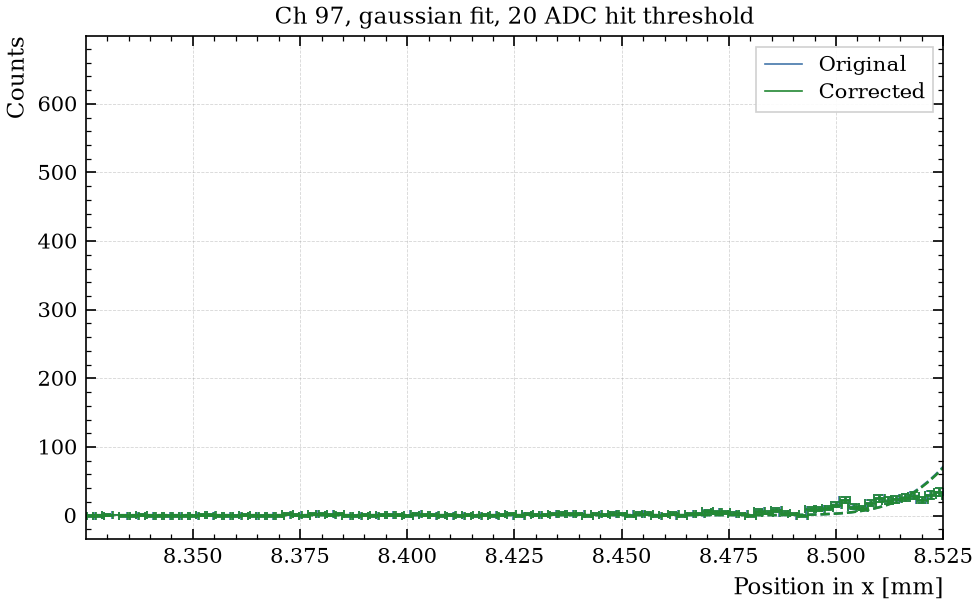 Ch 97, gaussian fit, 20 ADC hit threshold
Counts
Original
Corrected
600
500
400
300
200
100
0
8.350 8.375 8.400 8.425 8.450 8.475 8.500 8.525
Position in x [mm]